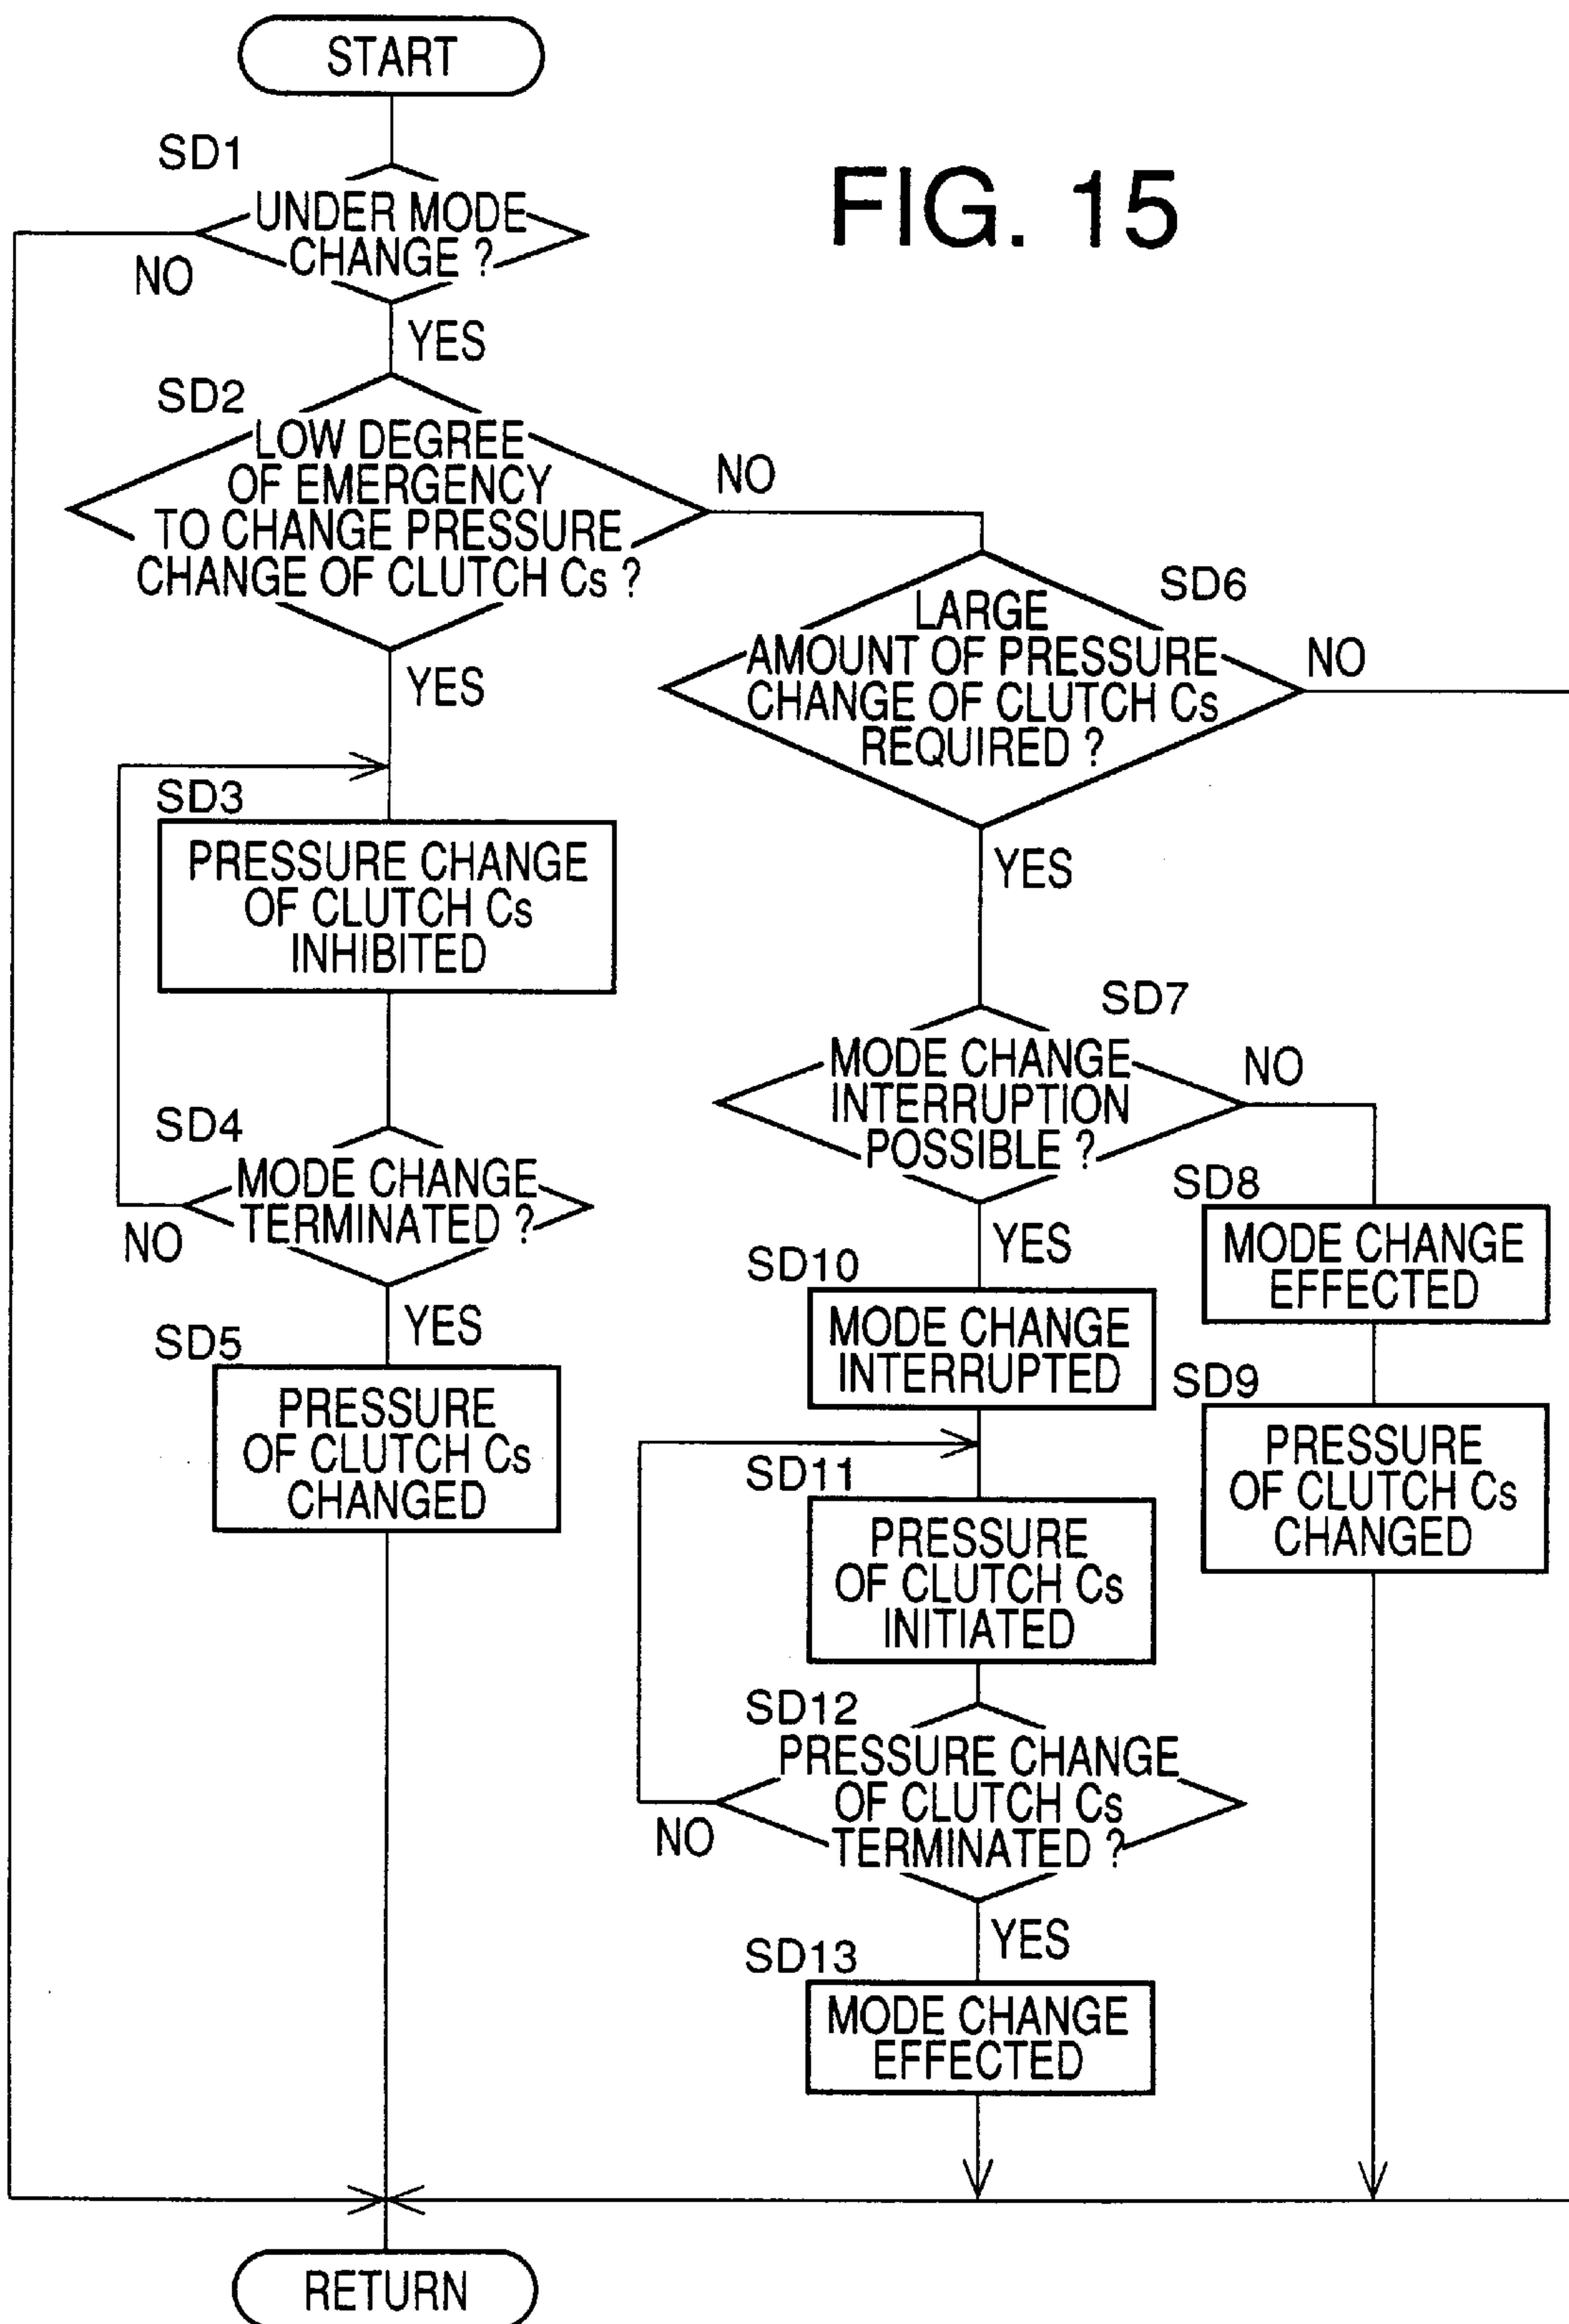 START
FIG. 15
SD1
UNDER MODE
CHANGE ?
NO
YES
SD2
LOW DEGREE
OF EMERGENCY
TO CHANGE PRESSURE
CHANGE OF CLUTCH Cs ?
NO
YES
SD6
LARGE
AMOUNT OF PRESSURE
CHANGE OF CLUTCH Cs
REQUIRED ?
NO
YES
SD3
PRESSURE CHANGE
OF CLUTCH Cs
INHIBITED
SD4
MODE CHANGE
TERMINATED ?
NO
YES
SD5
PRESSURE
OF CLUTCH Cs
CHANGED
SD7
MODE CHANGE
INTERRUPTION
POSSIBLE ?
NO
YES
SD8
MODE CHANGE
EFFECTED
SD9
PRESSURE
OF CLUTCH Cs
CHANGED
SD10
MODE CHANGE
INTERRUPTED
SD11
PRESSURE
OF CLUTCH Cs
INITIATED
SD12
PRESSURE CHANGE
OF CLUTCH Cs
TERMINATED ?
NO
YES
SD13
MODE CHANGE
EFFECTED
RETURN